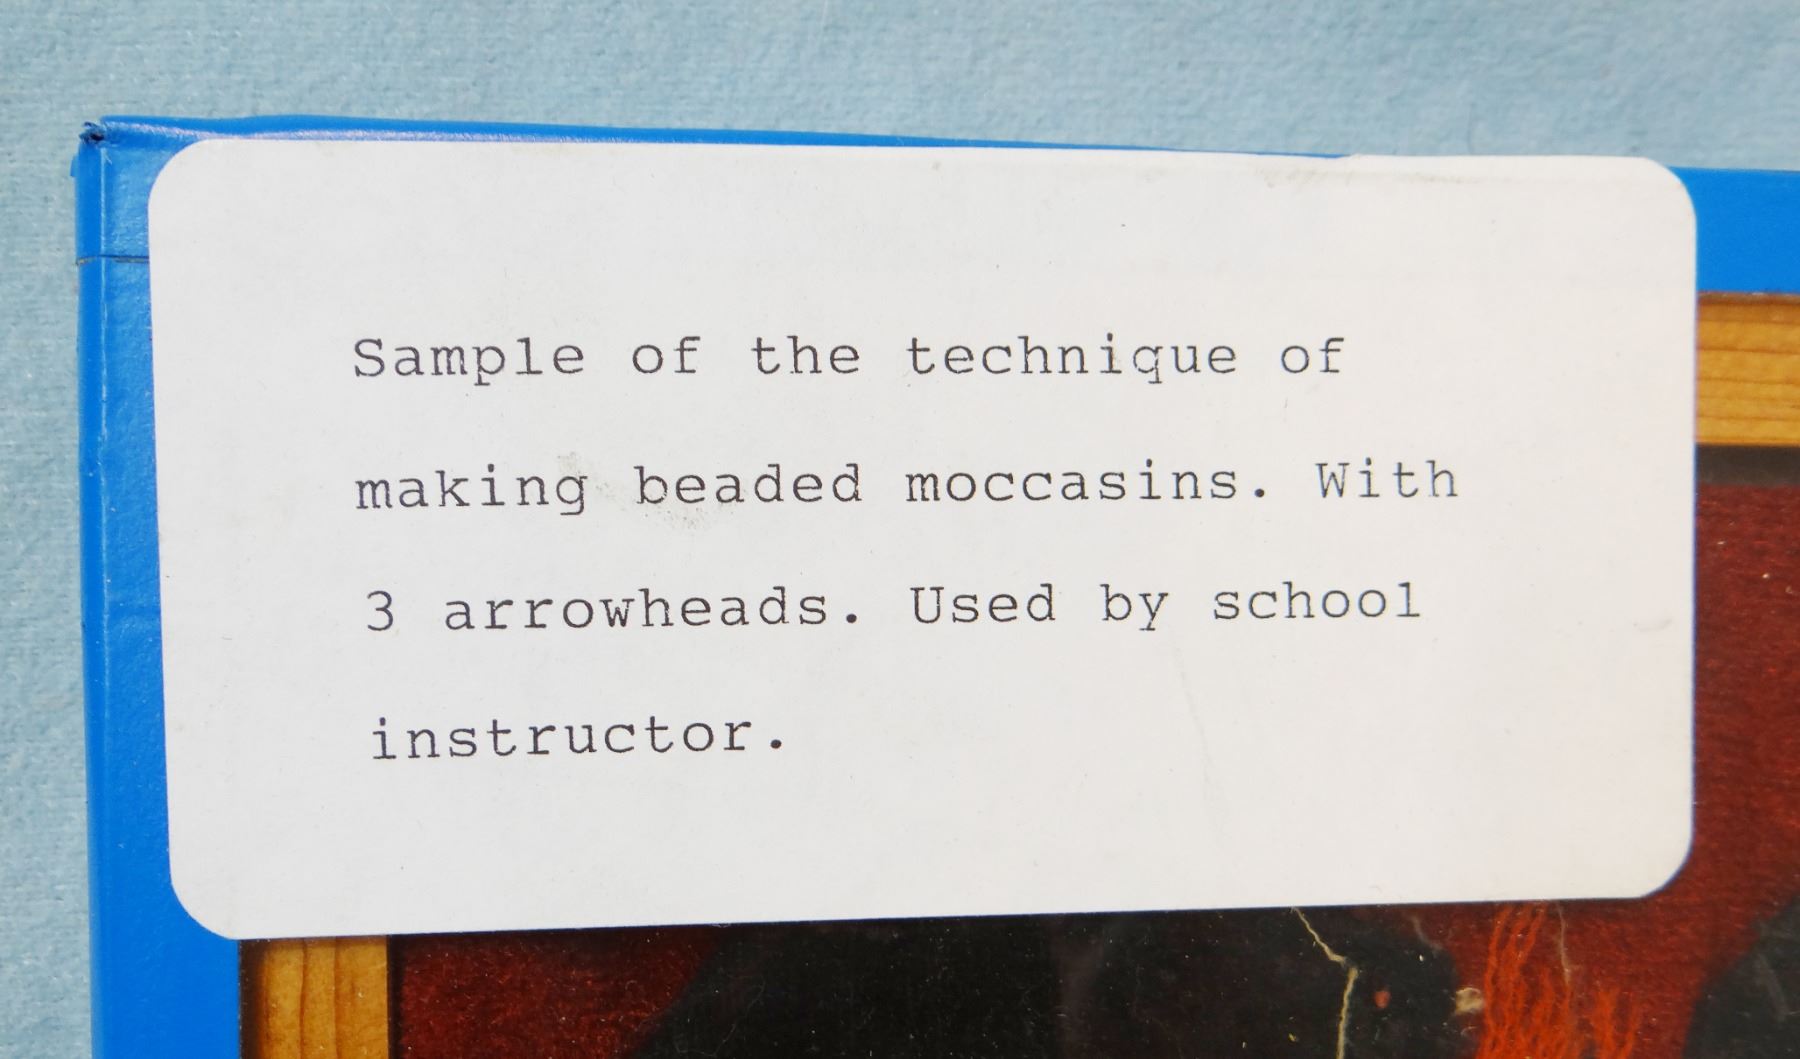 Sample of the technique of
making beaded moccasins. With
3 arrowheads. Used by school
instructor.